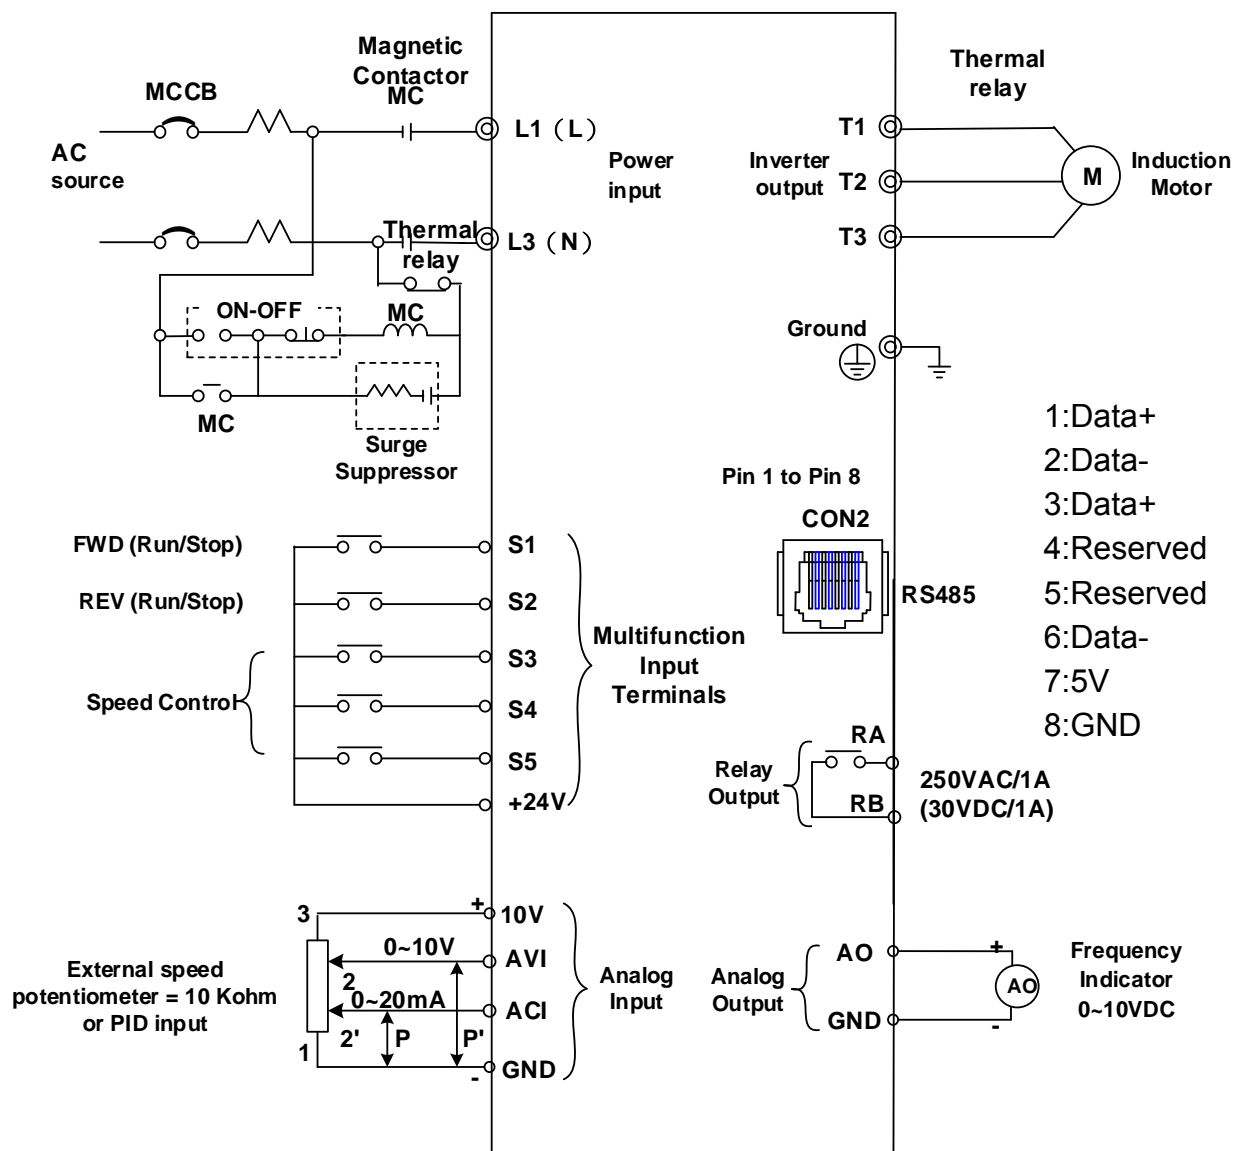 Magnetic
Contactor
MC
MCCB
AC
source
L1 (L)
Power
input
L3 (N)
Thermal
relay
ON-OFF
MC
MC
Surge
Suppressor
Thermal
relay
T1
Inverter
output
T2
T3
M
Induction
Motor
Ground
Pin 1 to Pin 8
CON2
RS485
1:Data+
2:Data-
3:Data+
4:Reserved
5:Reserved
6:Data-
7:5V
8:GND
FWD (Run/Stop)
S1
REV (Run/Stop)
S2
S3
Speed Control
S4
S5
+24V
Multifunction
Input
Terminals
Relay
Output
RA
RB
250VAC/1A
(30VDC/1A)
External speed
potentiometer = 10 Kohm
or PID input
3
+
10V
0~10V
AVI
2
0~20mA
ACI
2'
P
P'
1
-
GND
Analog
Input
Analog
Output
AO
+
AO
GND
-
Frequency
Indicator
0~10VDC